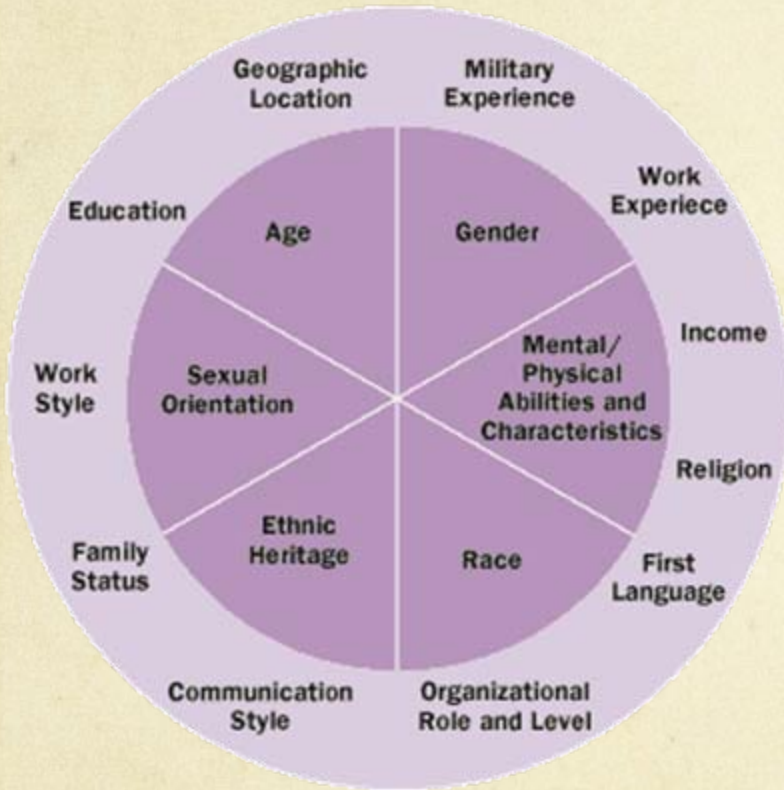 Geographic
Location
Military
Experience
Work
Experiece
Income
Religion
First
Language
Organizational
Role and Level
Communication
Style
Family
Status
Work
Style
Education
Age
Gender
Mental/
Physical
Abilities and
Characteristics
Race
Ethnic
Heritage
Sexual
Orientation